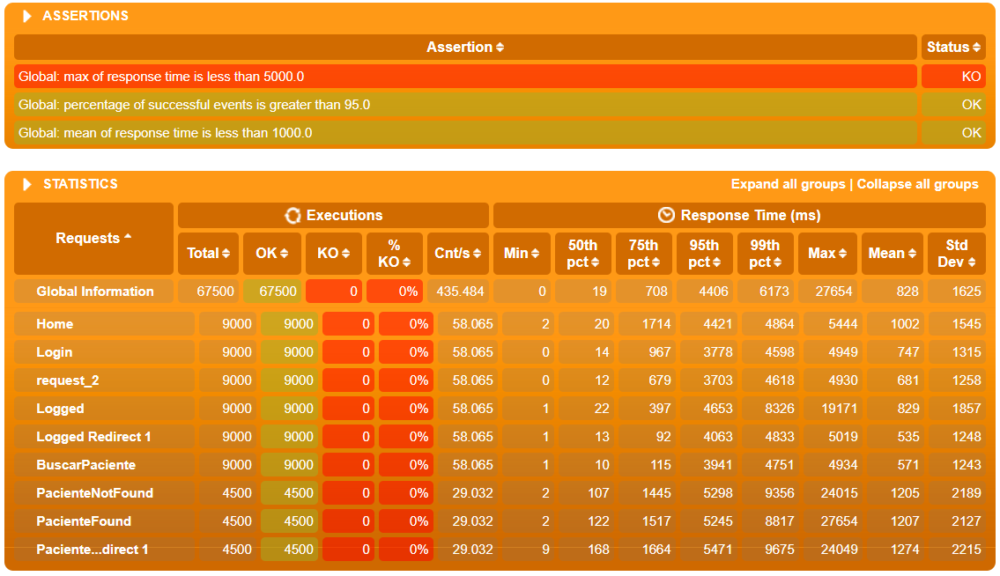 ASSERTIONS
Assertion Status
Global: max of response time is less than 5000.0 KO
Global: percentage of successful events is greater than 95.0 OK
Global: mean of response time is less than 1000.0 OK
STATISTICS Expand all groups | Collapse all groups
Requests Executions Response Time (ms)
Total OK KO % KO Cnt/s Min 50th pct 75th pct 95th pct 99th pct Max Mean Std Dev
Global Information 67500 67500 0 0% 435.484 0 19 708 4406 6173 27654 828 1625
Home 9000 9000 0 0% 58.065 2 20 1714 4421 4864 5444 1002 1545
Login 9000 9000 0 0% 58.065 0 14 967 3778 4598 4949 747 1315
request_2 9000 9000 0 0% 58.065 0 12 679 3703 4618 4930 681 1258
Logged 9000 9000 0 0% 58.065 1 22 397 4653 8326 19171 829 1857
Logged Redirect 1 9000 9000 0 0% 58.065 1 13 92 4063 4833 5019 535 1248
BuscarPaciente 9000 9000 0 0% 58.065 1 10 115 3941 4751 4934 571 1243
PacienteNotFound 4500 4500 0 0% 29.032 2 107 1445 5298 9356 24015 1205 2189
PacienteFound 4500 4500 0 0% 29.032 2 122 1517 5245 8817 27654 1207 2127
Paciente...direct 1 4500 4500 0 0% 29.032 9 168 1664 5471 9675 24049 1274 2215